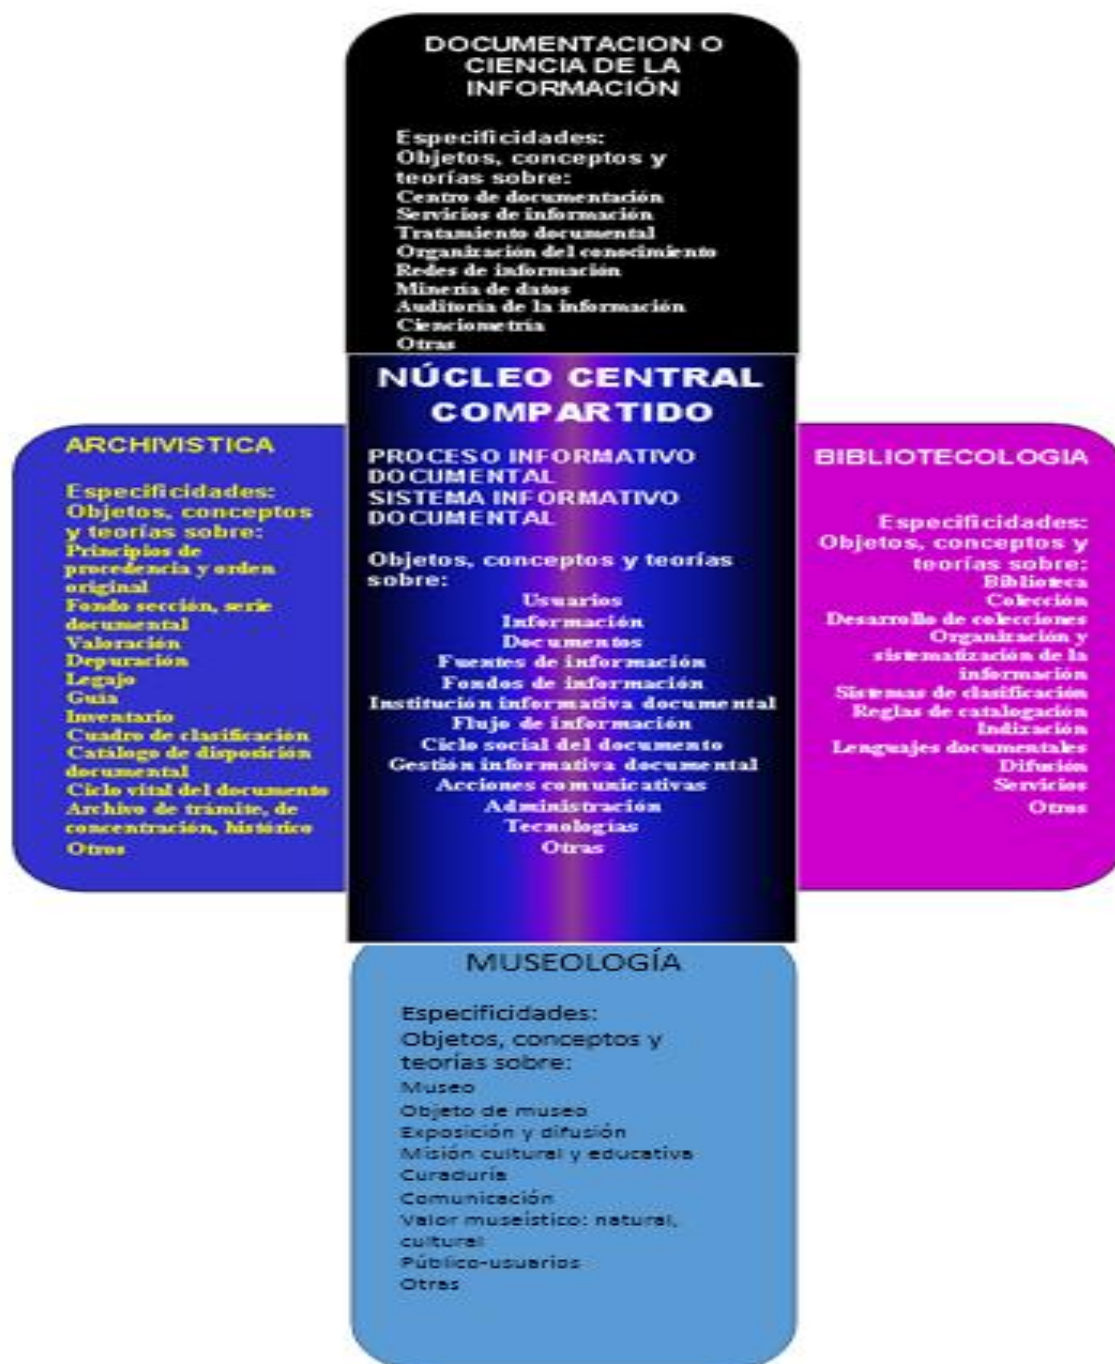 DOCUMENTACION O
CIENCIA DE LA
INFORMACIÓN
Especificidades:
Objetos, conceptos y
teorías sobre:
Centro de documentación
Servicios de información
Tratamiento documental
Organización del conocimiento
Redes de información
Minería de datos
Auditoría de la información
Cienciometría
Otras
NÚCLEO CENTRAL
COMPARTIDO
PROCESO INFORMATIVO
DOCUMENTAL
SISTEMA INFORMATIVO
DOCUMENTAL
Objetos, conceptos y teorías
sobre:
Usuarios
Información
Documentos
Fuentes de información
Fondos de información
Institución informativa documental
Flujo de información
Ciclo social del documento
Gestión informativa documental
Acciones comunicativas
Administración
Tecnologías
Otras
ARCHIVISTICA
Especificidades:
Objetos, conceptos
y teorías sobre:
Principios de
procedencia y orden
original
Fondo sección, serie
documental
Valoración
Depuración
Legajo
Guía
Inventario
Cuadro de clasificación
Catálogo de disposición
documental
Ciclo vital del documento
Archivo de trámite, de
concentración, histórico
Otros
BIBLIOTECOLOGIA
Especificidades:
Objetos, conceptos y
teorías sobre:
Biblioteca
Colección
Desarrollo de colecciones
Organización y
sistematización de la
información
Sistemas de clasificación
Reglas de catalogación
Indización
Lenguajes documentales
Difusión
Servicios
Otros
MUSEOLOGÍA
Especificidades:
Objetos, conceptos y
teorías sobre:
Museo
Objeto de museo
Exposición y difusión
Misión cultural y educativa
Curaduría
Comunicación
Valor museístico: natural,
cultural
Público-usuarios
Otras